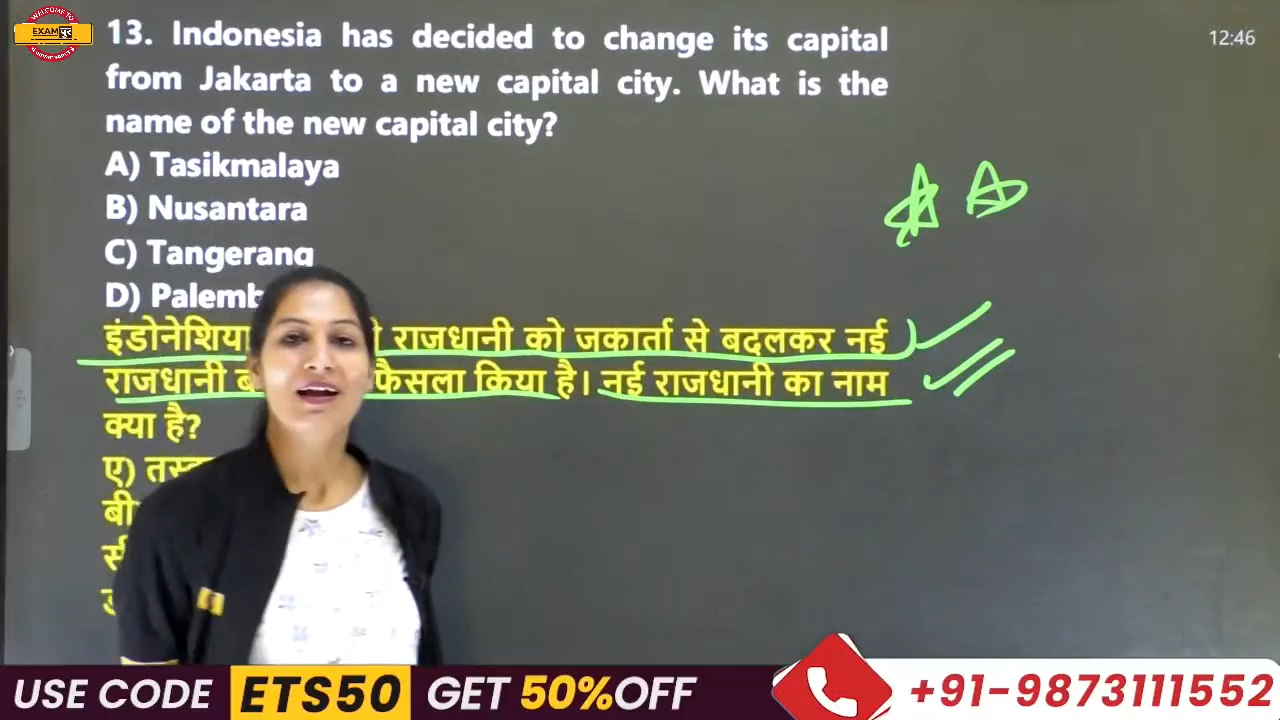 WELCOME TO
EXAM पुर
12:46
13. Indonesia has decided to change its capital
from Jakarta to a new capital city. What is the
name of the new capital city?
A) Tasikmalaya
B) Nusantara
C) Tangerang
D)
इंडोनेशिया राजधानी को जकार्ता से बदलकर नई
राजधानी फैसला किया है। नई राजधानी का नाम
क्या है?
ए)
USE CODE ETS50 GET 50%OFF +91-9873111552